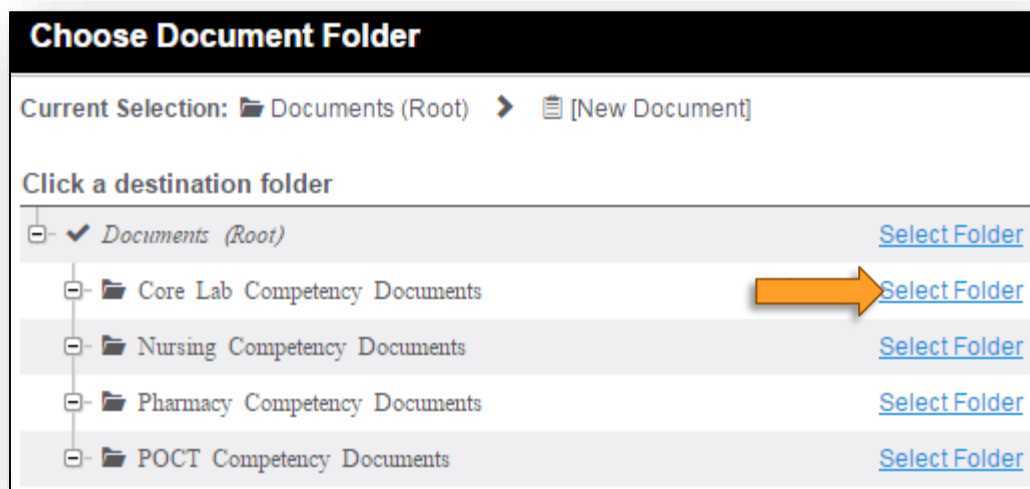 Choose Document Folder
Current Selection: Documents (Root) [New Document]
Click a destination folder
Documents (Root) Select Folder
Core Lab Competency Documents Select Folder
Nursing Competency Documents Select Folder
Pharmacy Competency Documents Select Folder
POCT Competency Documents Select Folder